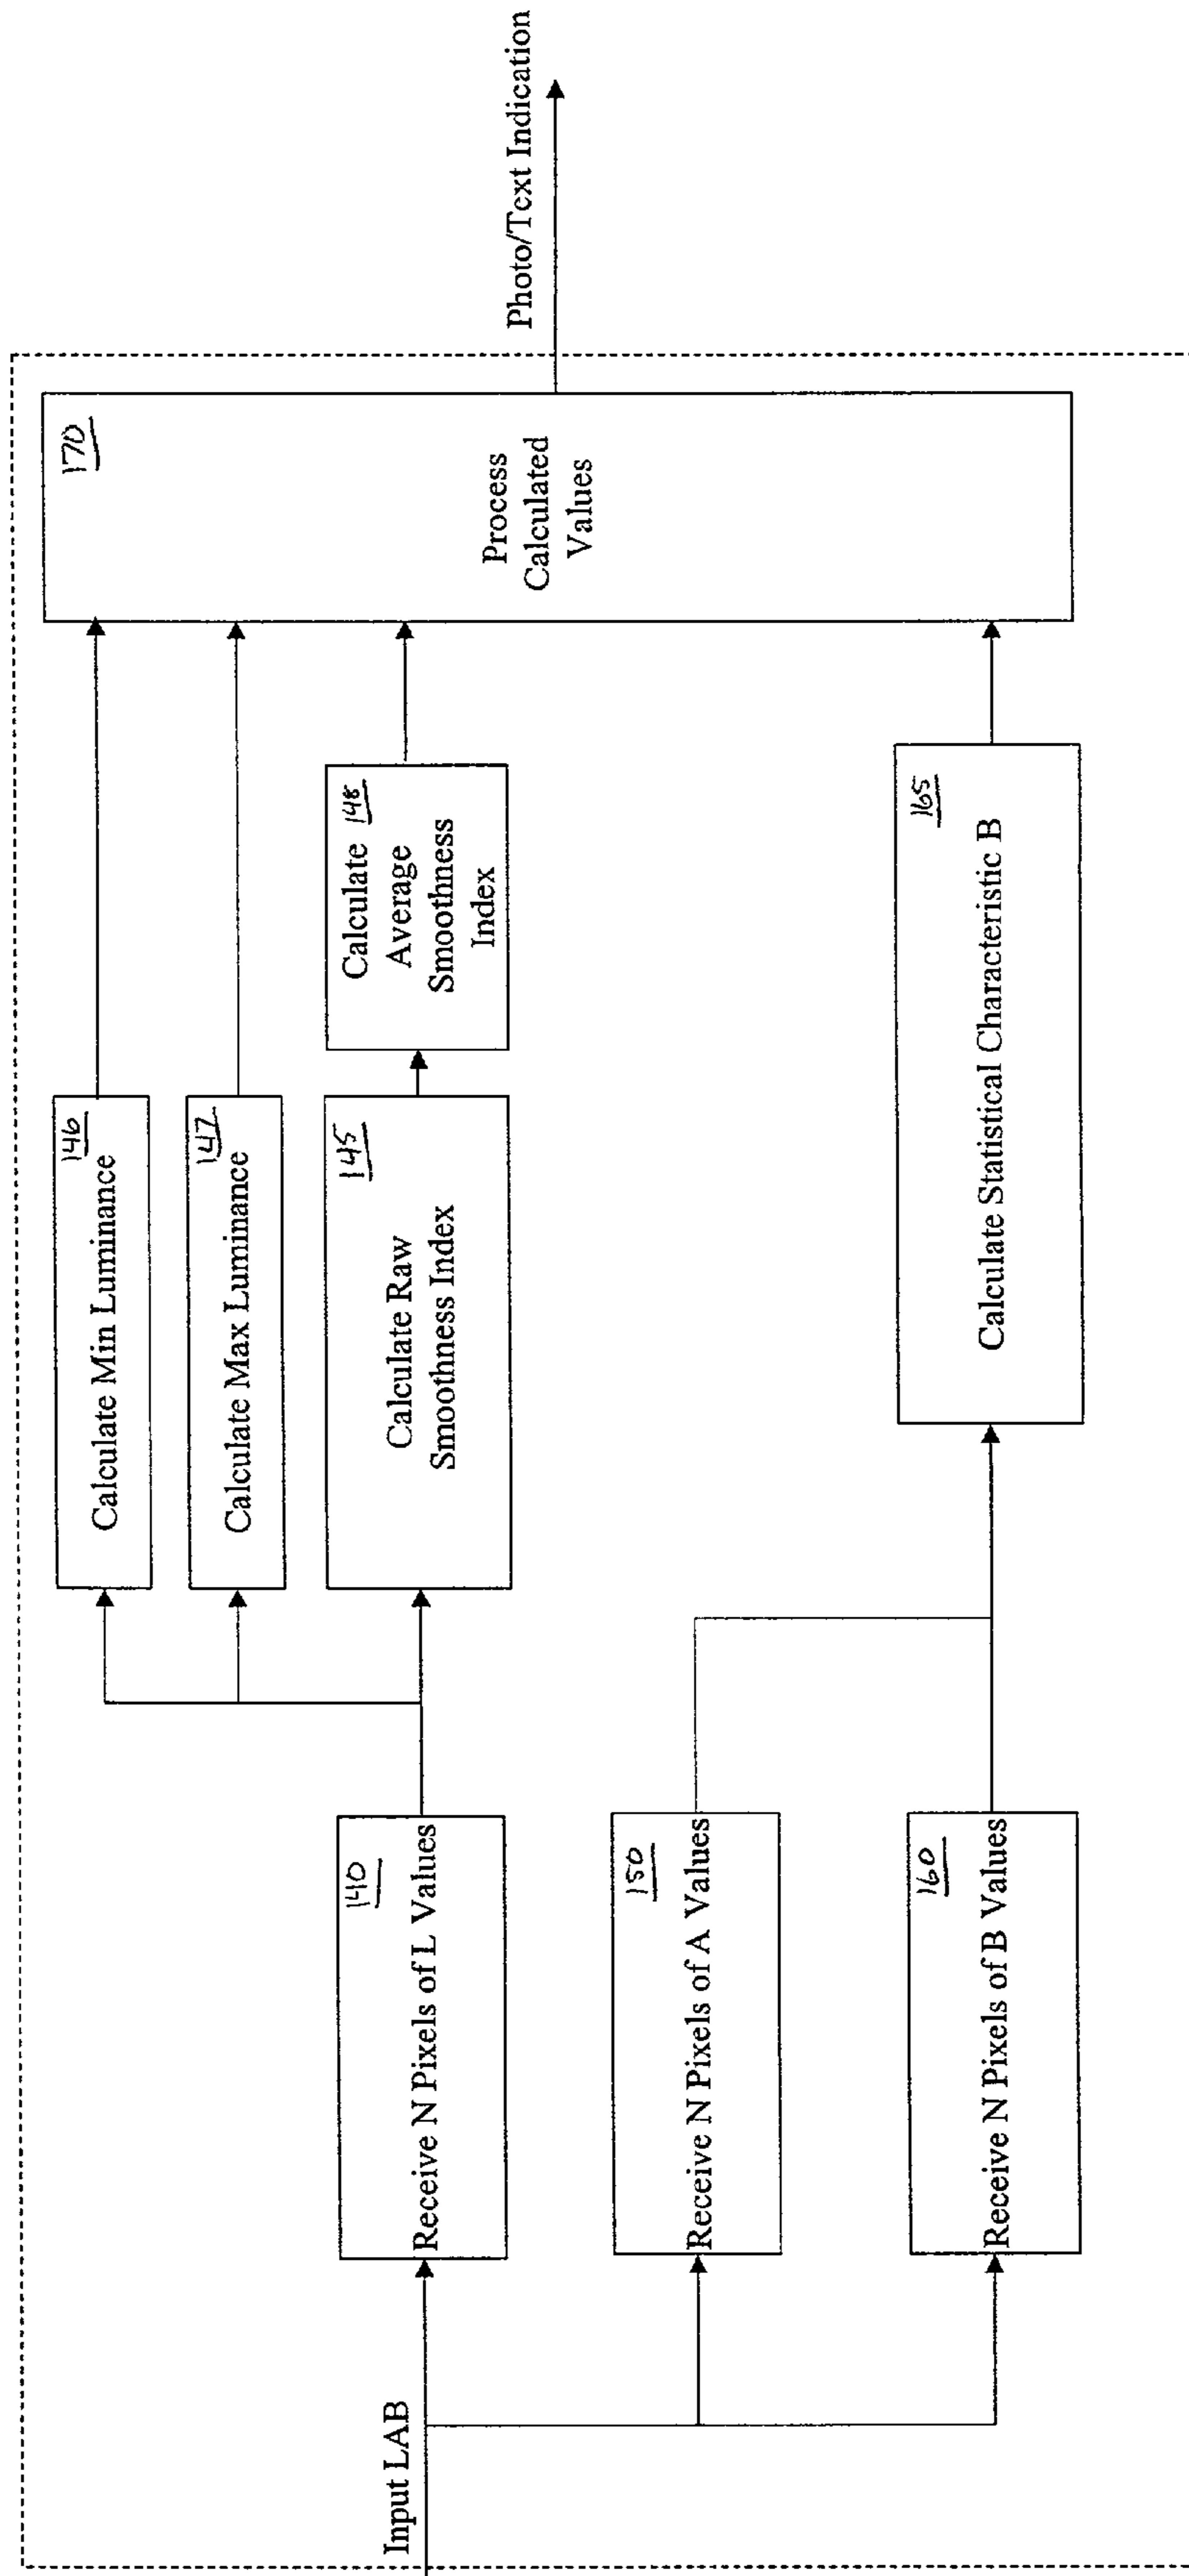 Input LAB
140
Receive N Pixels of L Values
150
Receive N Pixels of A Values
160
Receive N Pixels of B Values
146
Calculate Min Luminance
147
Calculate Max Luminance
145
Calculate Raw
Smoothness Index
Calculate 148
Average
Smoothness
Index
165
Calculate Statistical Characteristic B
170
Process
Calculated
Values
Photo/Text Indication